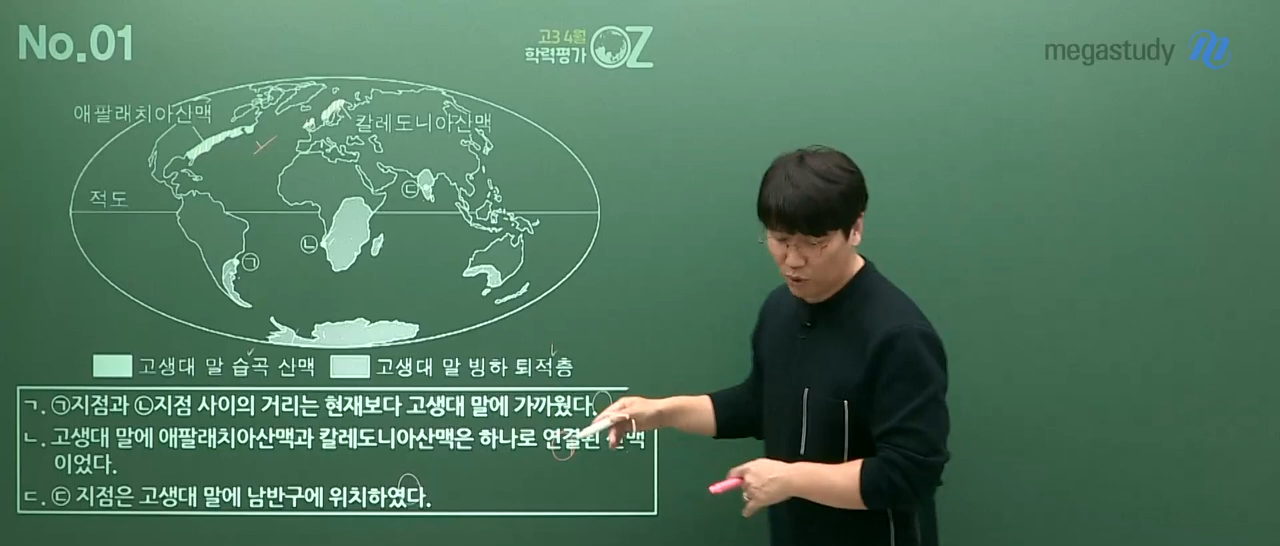 No.01
고3 4월
학력평가 OZ
megastudy
애팔래치아산맥
칼레도니아산맥
적도
㉢
㉡
㉠
고생대 말 습곡 산맥
고생대 말 빙하 퇴적층
ㄱ. ㉠지점과 ㉡지점 사이의 거리는 현재보다 고생대 말에 가까웠다.
ㄴ. 고생대 말에 애팔래치아산맥과 칼레도니아산맥은 하나로 연결된 산맥
이었다.
ㄷ. ㉢ 지점은 고생대 말에 남반구에 위치하였다.